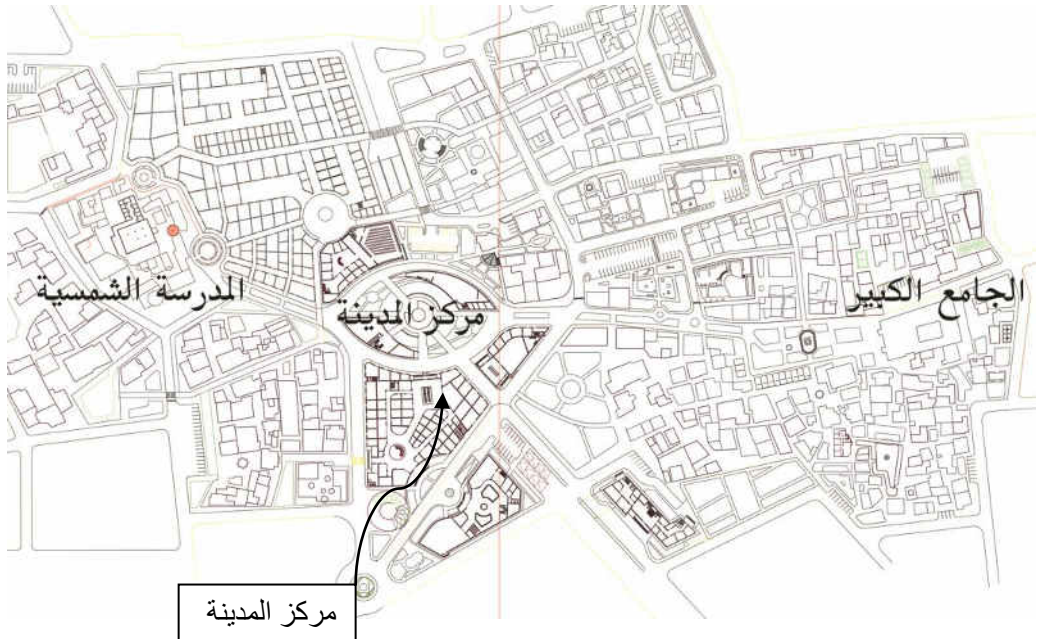 الجامع الكبير
مركز المدينة
المدرسة الشمسية
مركز المدينة